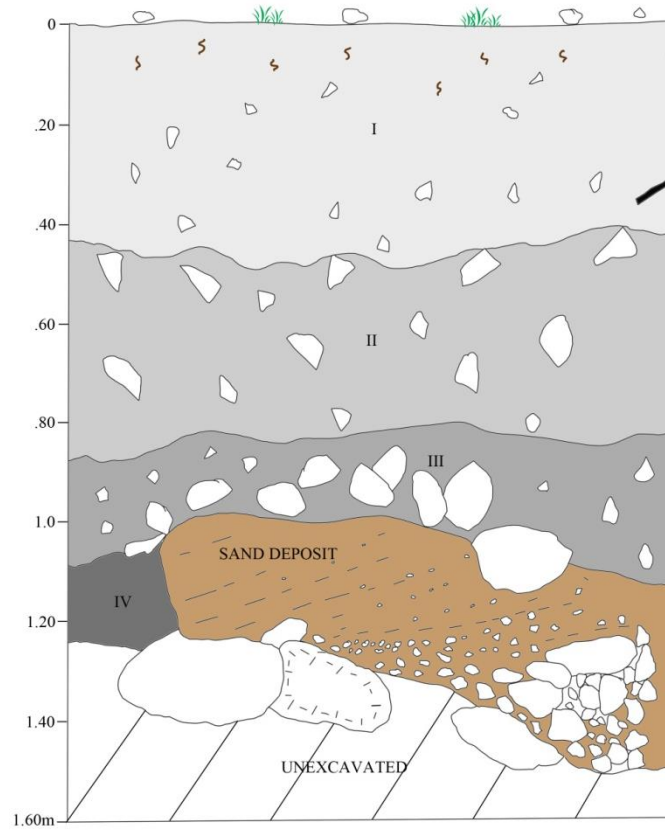 0
.20
I
.40
.60
II
.80
III
1.0
SAND DEPOSIT
IV
1.20
1.40
UNEXCAVATED
1.60m